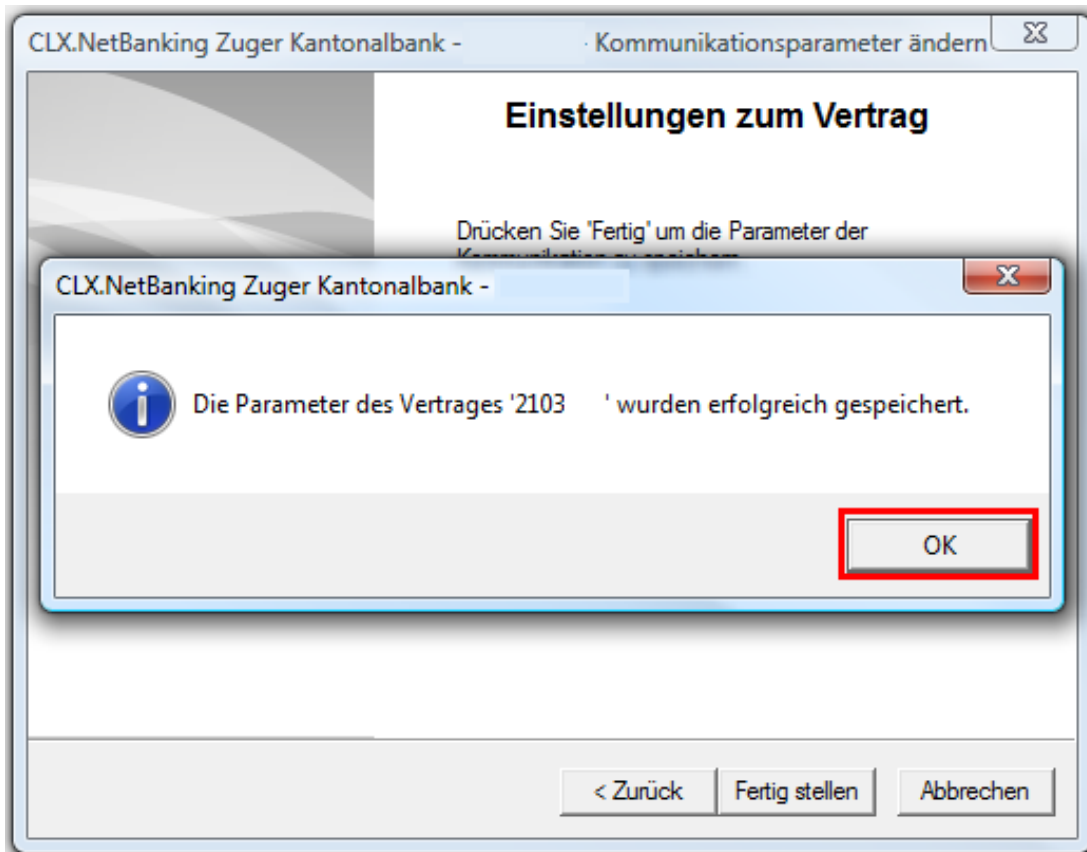 CLX.NetBanking Zuger Kantonalbank - Kommunikationsparameter ändern
Einstellungen zum Vertrag
Drücken Sie 'Fertig' um die Parameter der
CLX.NetBanking Zuger Kantonalbank -
Die Parameter des Vertrages '2103 ' wurden erfolgreich gespeichert.
OK
< Zurück Fertig stellen Abbrechen